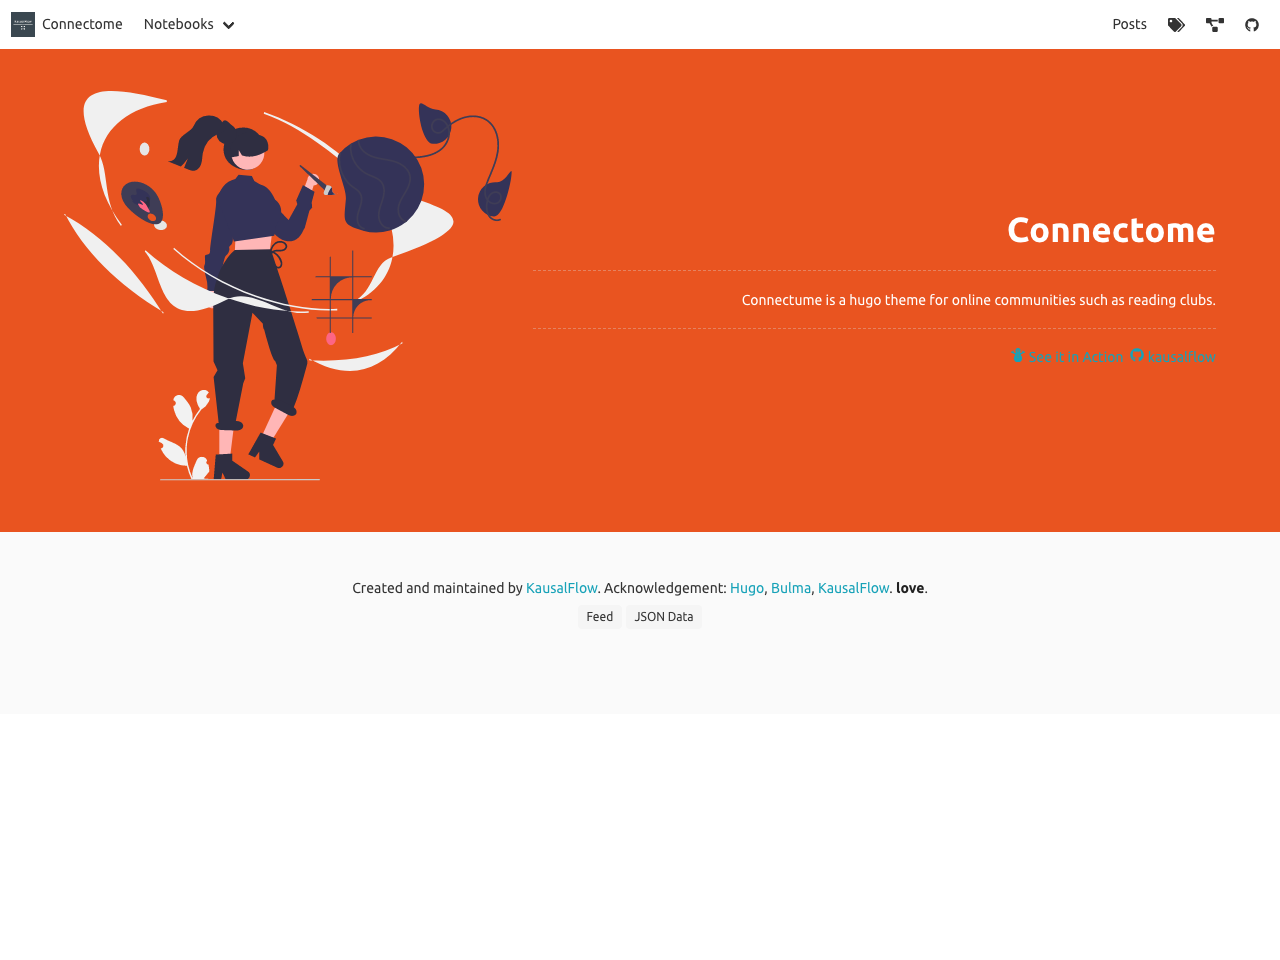 Connectome Notebooks Posts
Connectome
Connectume is a hugo theme for online communities such as reading clubs.
See it in Action kausalflow
Created and maintained by KausalFlow. Acknowledgement: Hugo, Bulma, KausalFlow. love.
Feed JSON Data